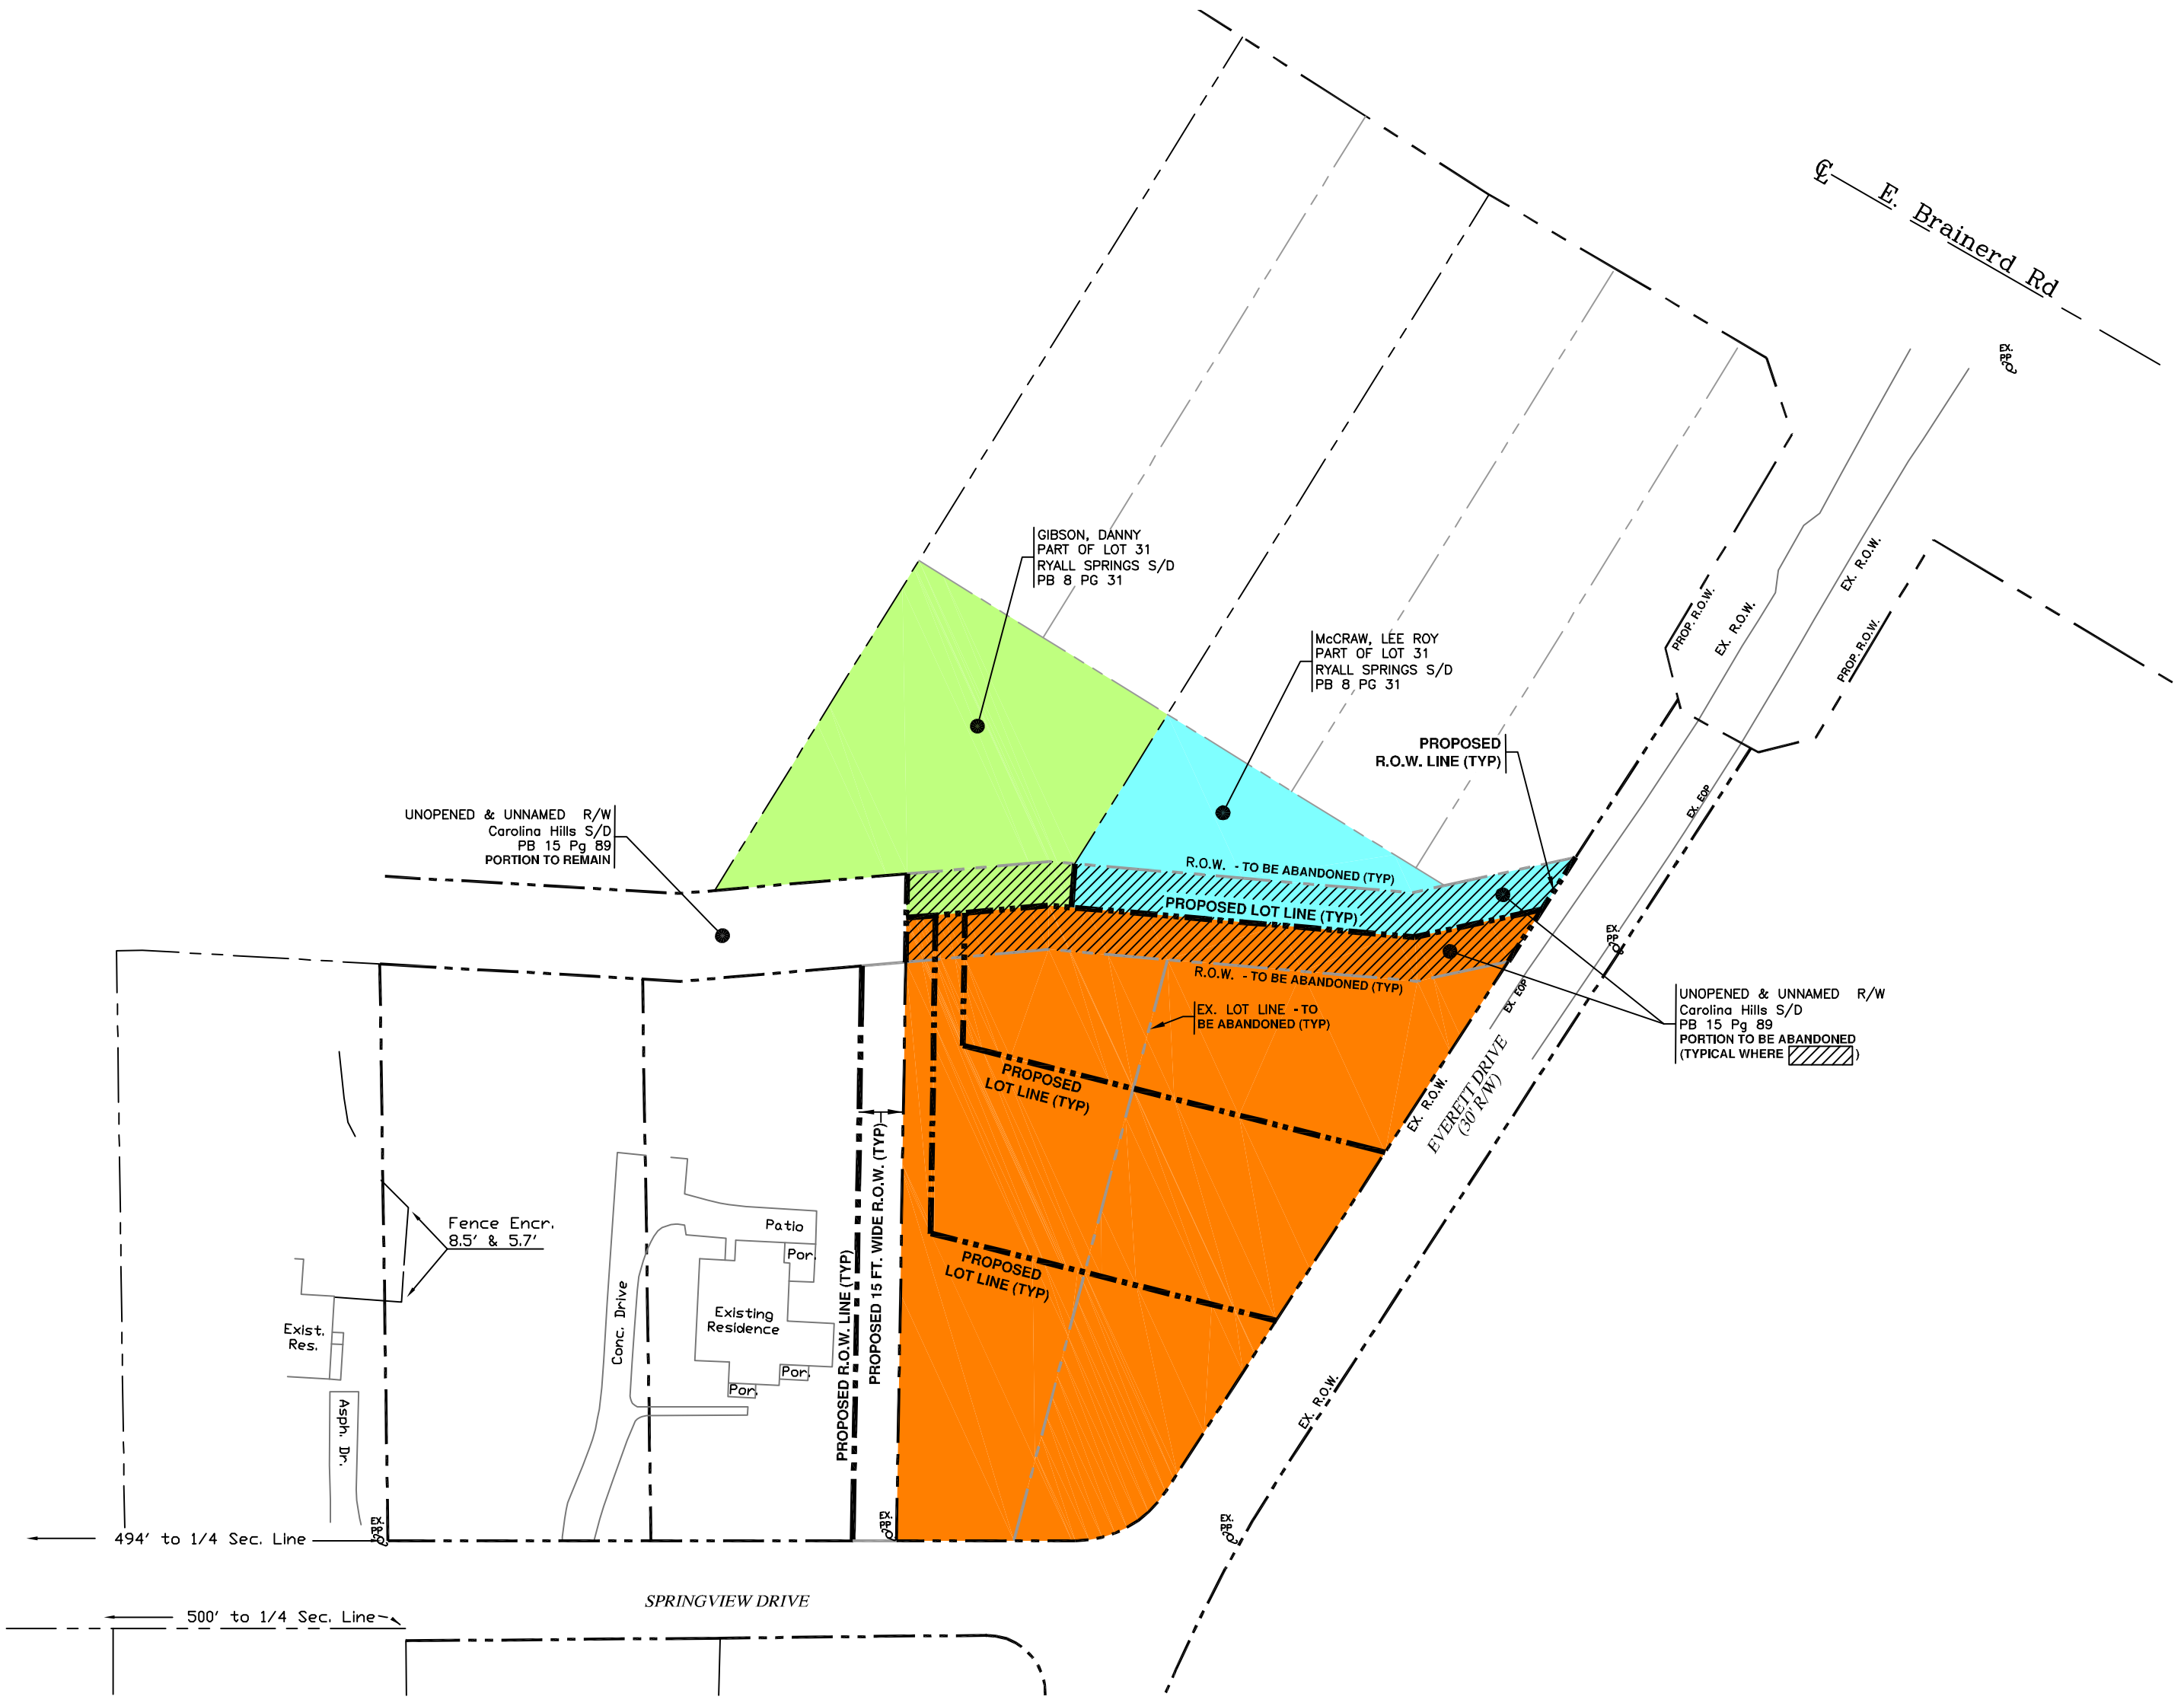 ℄ E. Brainerd Rd
EX.
PP
GIBSON, DANNY
PART OF LOT 31
RYALL SPRINGS S/D
PB 8 PG 31
McCRAW, LEE ROY
PART OF LOT 31
RYALL SPRINGS S/D
PB 8 PG 31
PROP. R.O.W.
EX. R.O.W.
EX. R.O.W.
PROP. R.O.W.
PROPOSED
R.O.W. LINE (TYP)
EX. EOP
UNOPENED & UNNAMED R/W
Carolina Hills S/D
PB 15 Pg 89
PORTION TO REMAIN
R.O.W. - TO BE ABANDONED (TYP)
PROPOSED LOT LINE (TYP)
R.O.W. - TO BE ABANDONED (TYP)
EX.
PP
EX. EOP
UNOPENED & UNNAMED R/W
Carolina Hills S/D
PB 15 Pg 89
PORTION TO BE ABANDONED
(TYPICAL WHERE )
EX. LOT LINE - TO
BE ABANDONED (TYP)
PROPOSED
LOT LINE (TYP)
EX. R.O.W.
EVERETT DRIVE
(30' R/W)
PROPOSED 15 FT. WIDE R.O.W. (TYP)
PROPOSED R.O.W. LINE (TYP)
Fence Encr.
8.5' & 5.7'
Patio
Por.
PROPOSED
LOT LINE (TYP)
Conc. Drive
Existing
Residence
Por.
Por.
Exist.
Res.
Asph. Dr.
EX. R.O.W.
EX.
PP
EX.
PP
EX.
PP
494' to 1/4 Sec. Line
SPRINGVIEW DRIVE
500' to 1/4 Sec. Line